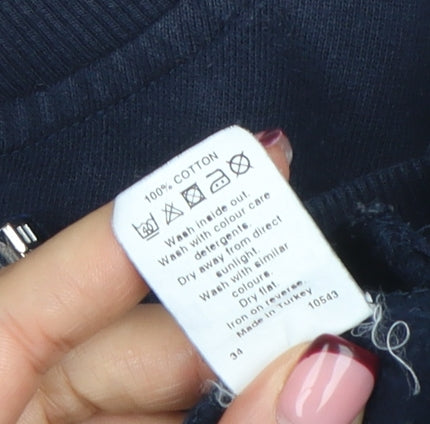 100% COTTON
40
Wash inside out.
Wash with colour care
detergents.
Dry away from direct
sunlight.
Wash with similar
colours.
Dry flat.
Iron on reverse.
Made in Turkey
34 10543